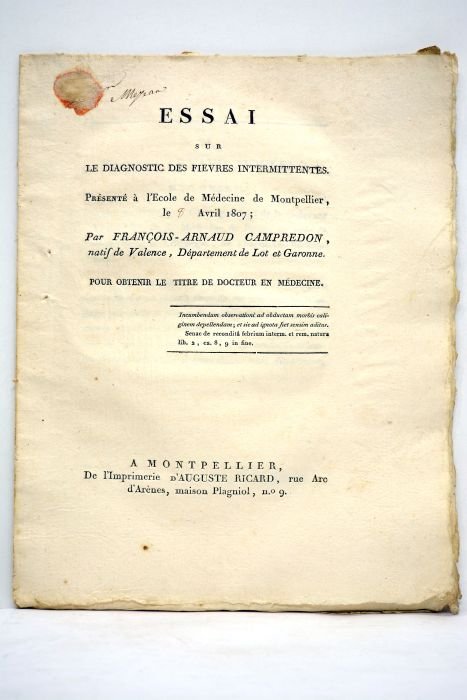 ESSAI
SUR
LE DIAGNOSTIC DES FIEVRES INTERMITTENTES.
PRÉSENTÉ à l'Ecole de Médecine de Montpellier,
le 8 Avril 1807;
Par FRANÇOIS-ARNAUD CAMPREDON,
natif de Valence, Département de Lot et Garonne.
POUR OBTENIR LE TITRE DE DOCTEUR EN MÉDECINE.
Incumbendum observationi ad obductam morbis cali-
ginem depellendam; et sic ad ignota fiet sensim aditus.
Senac de reconditâ febrium interm. et rem. natura
lib. 2, ca. 8, 9 in fine.
A MONTPELLIER,
De l'Imprimerie D'AUGUSTE RICARD, rue Arc
d'Arènes, maison Plagniol, n.o 9.